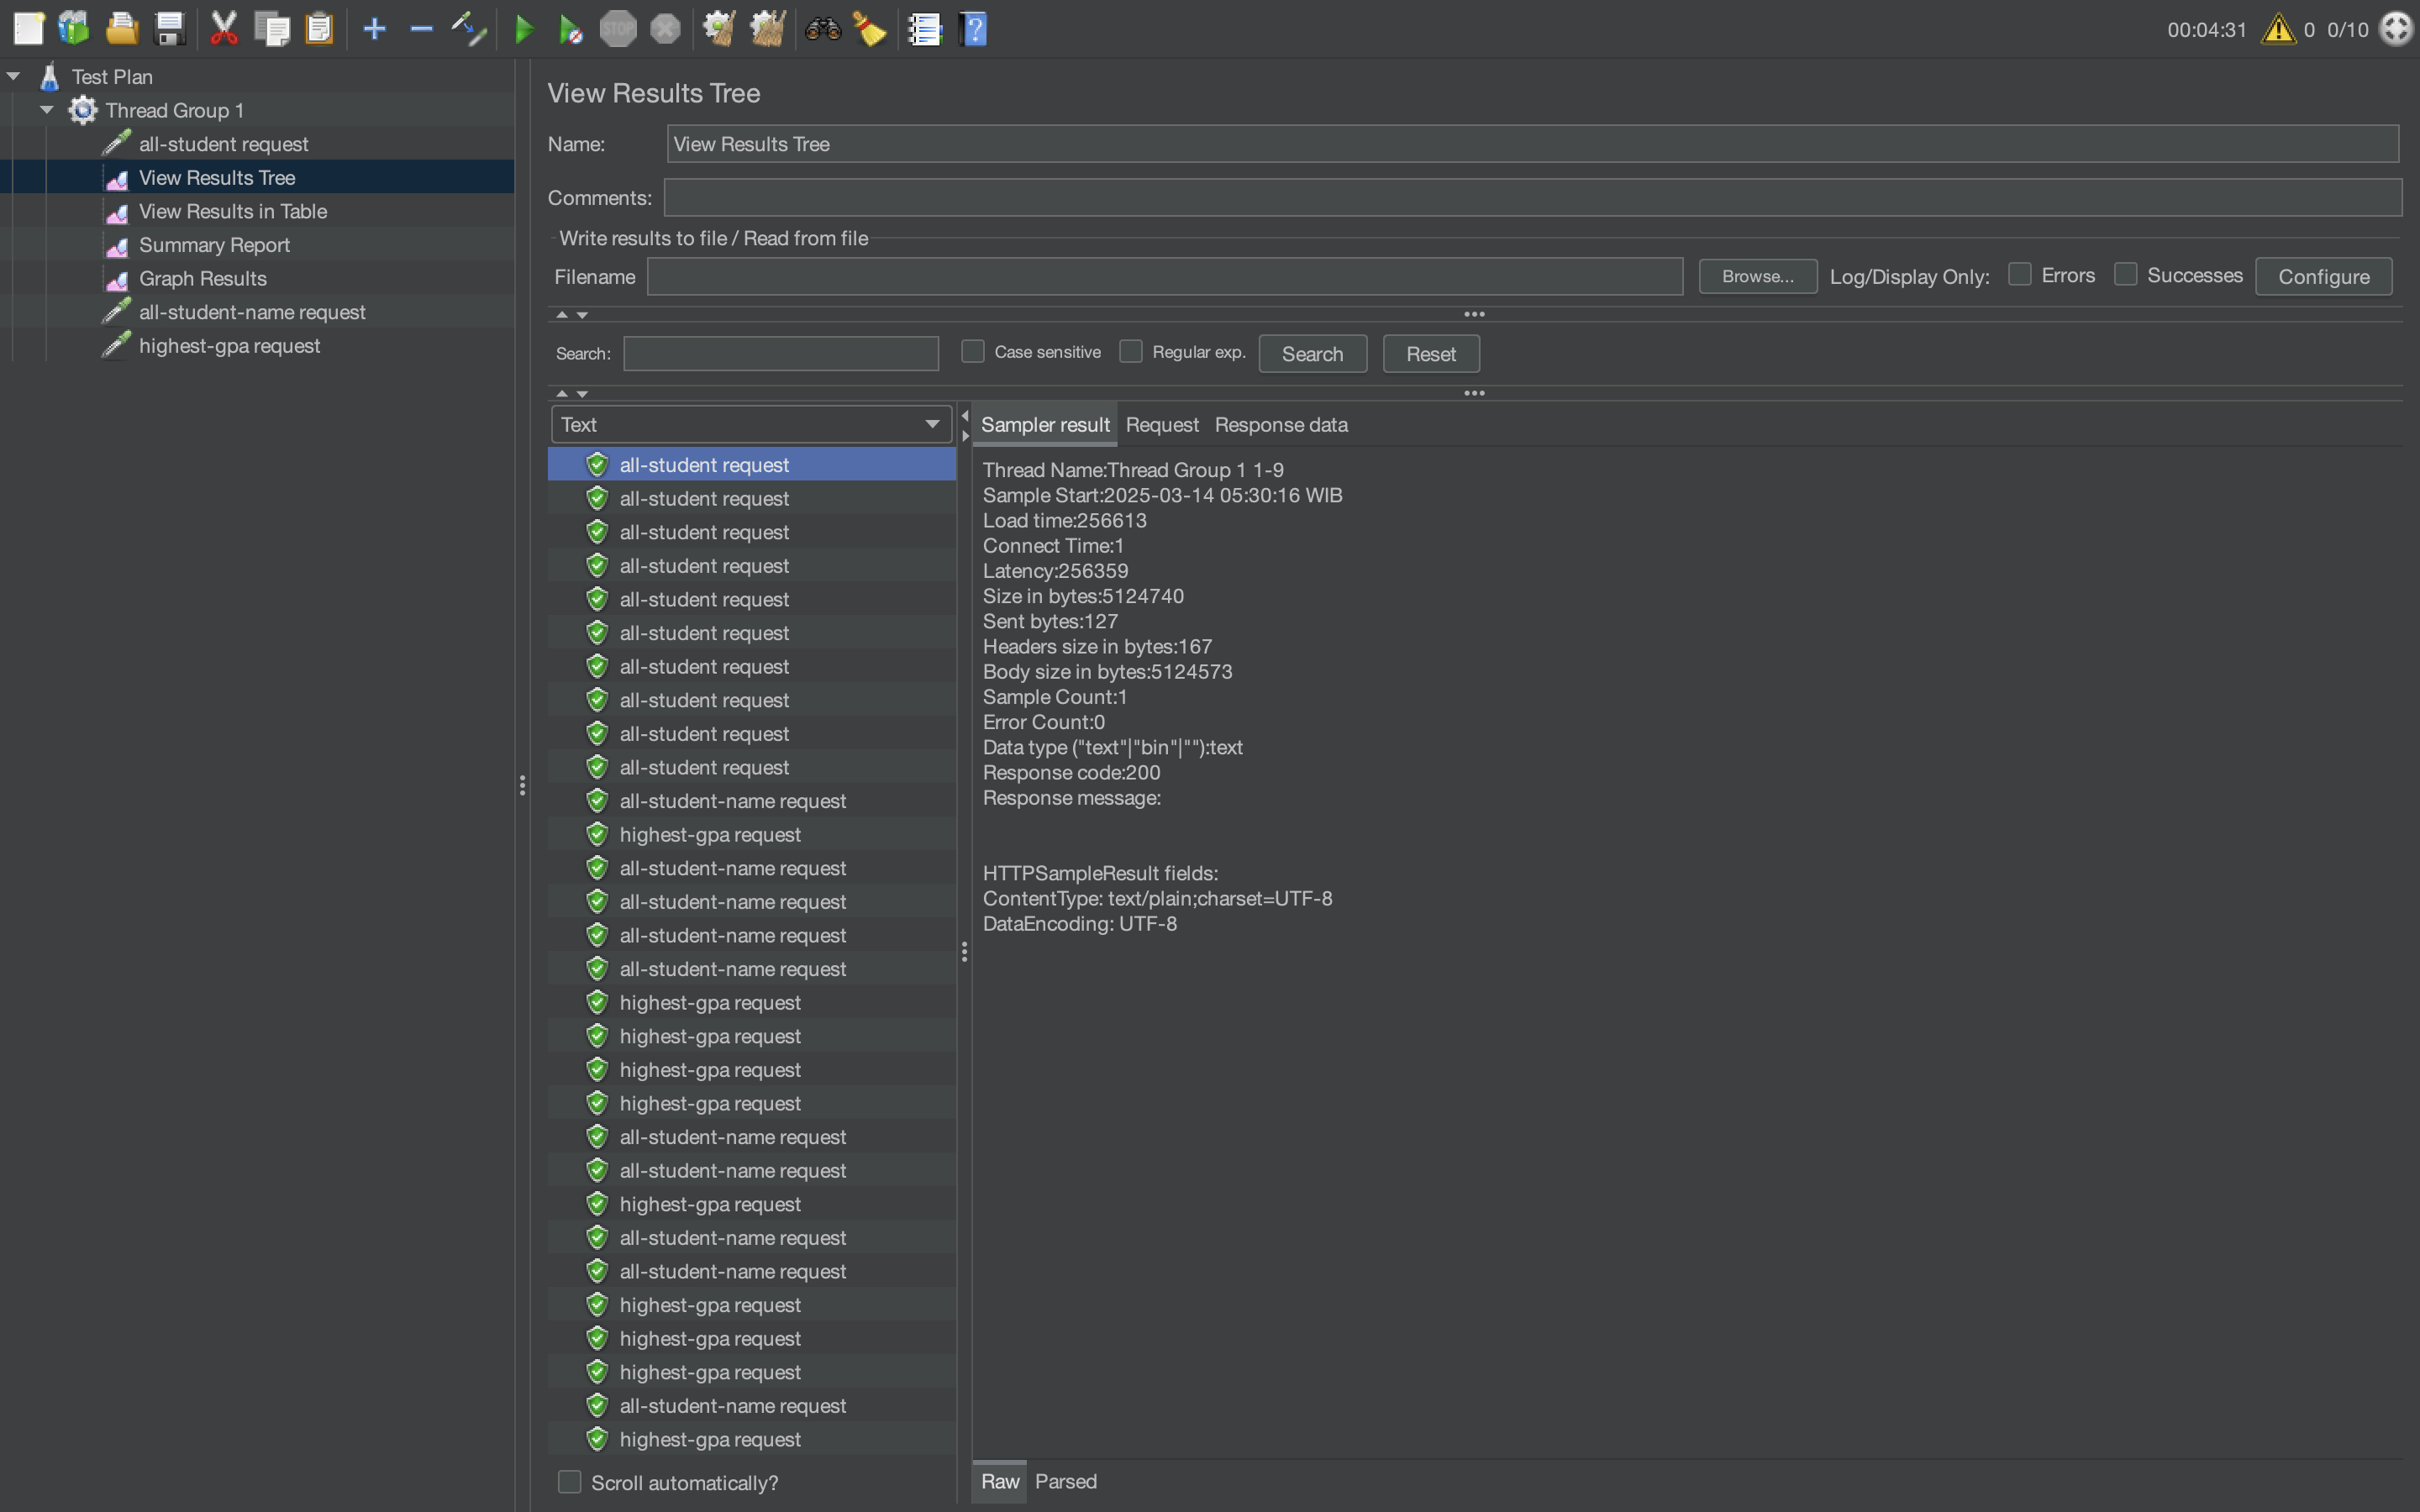 STOP
?
00:04:31
0
0/10
Test Plan
Thread Group 1
all-student request
View Results Tree
View Results in Table
Summary Report
Graph Results
all-student-name request
highest-gpa request
View Results Tree
Name: View Results Tree
Comments:
Write results to file / Read from file
Filename Browse... Log/Display Only: Errors Successes Configure
Search: Case sensitive Regular exp. Search Reset
Text
all-student request
all-student request
all-student request
all-student request
all-student request
all-student request
all-student request
all-student request
all-student request
all-student request
all-student-name request
highest-gpa request
all-student-name request
all-student-name request
all-student-name request
all-student-name request
highest-gpa request
highest-gpa request
highest-gpa request
highest-gpa request
all-student-name request
all-student-name request
highest-gpa request
all-student-name request
all-student-name request
highest-gpa request
highest-gpa request
highest-gpa request
all-student-name request
highest-gpa request
Scroll automatically?
Sampler result Request Response data
Thread Name:Thread Group 1 1-9
Sample Start:2025-03-14 05:30:16 WIB
Load time:256613
Connect Time:1
Latency:256359
Size in bytes:5124740
Sent bytes:127
Headers size in bytes:167
Body size in bytes:5124573
Sample Count:1
Error Count:0
Data type ("text"|"bin"|""):text
Response code:200
Response message:
HTTPSampleResult fields:
ContentType: text/plain;charset=UTF-8
DataEncoding: UTF-8
Raw Parsed